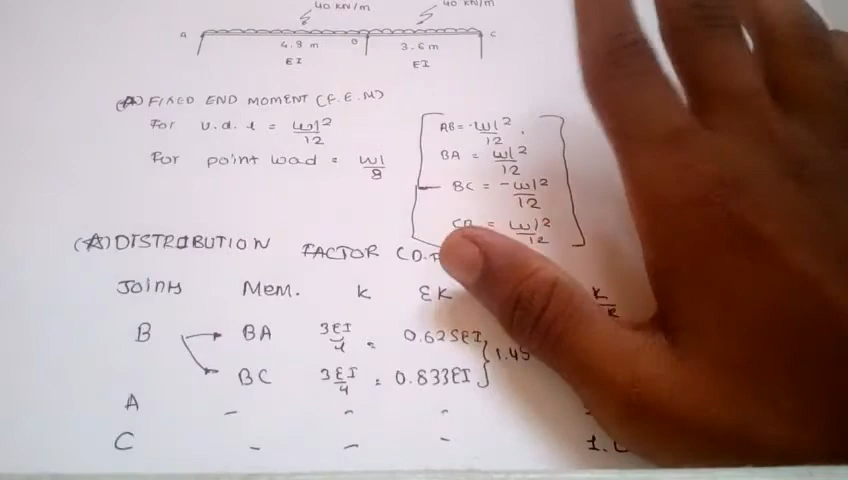 40 KN/m 40 KN/m
A B C
4.8 m 3.6m
EI EI
(A) FIXED END MOMENT (F.E.M)
For u.d.l = wl²/12
For point load = wl/8
AB = -wl²/12
BA = wl²/12
BC = -wl²/12
CB = wl²/12
(A) DISTRIBUTION FACTOR (D.F
Joints Mem. K ΣK K
B BA 3EI/4 = 0.625EI
BC 3EI/4 = 0.833EI
1.45
A - - -
C - - - 1.